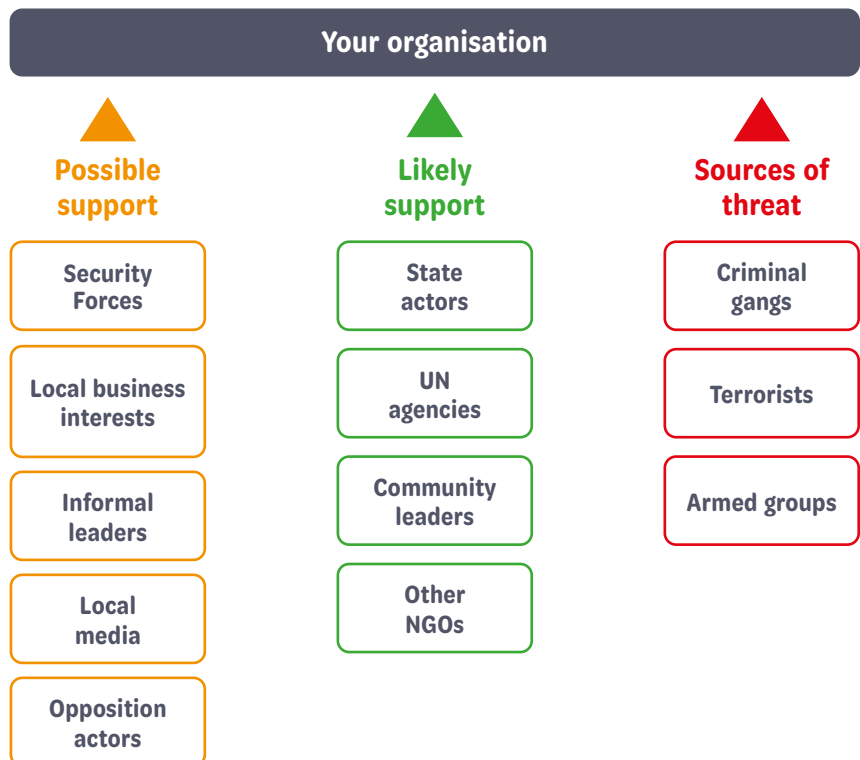 Your organisation
Possible
support
Security
Forces
Local business
interests
Informal
leaders
Local
media
Opposition
actors
Likely
support
State
actors
UN
agencies
Community
leaders
Other
NGOs
Sources of
threat
Criminal
gangs
Terrorists
Armed groups